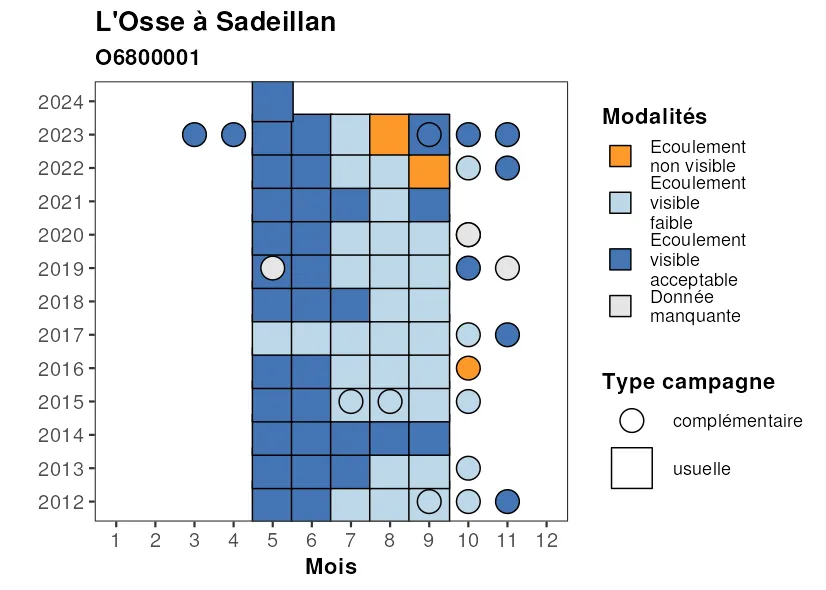 L'Osse à Sadeillan
O6800001
2024
2023
2022
2021
2020
2019
2018
2017
2016
2015
2014
2013
2012
1 2 3 4 5 6 7 8 9 10 11 12
Mois
Modalités
Ecoulement
non visible
Ecoulement
visible
faible
Ecoulement
visible
acceptable
Donnée
manquante
Type campagne
complémentaire
usuelle